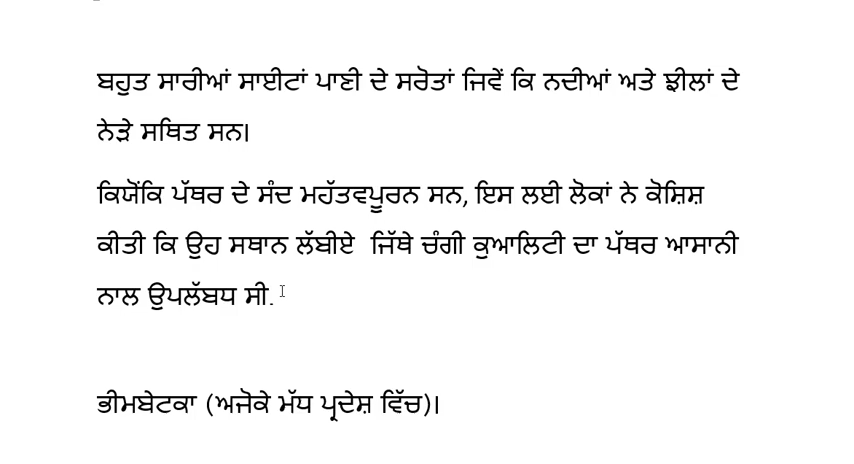 ਬਹੁਤ ਸਾਰੀਆਂ ਸਾਈਟਾਂ ਪਾਣੀ ਦੇ ਸਰੋਤਾਂ ਜਿਵੇਂ ਕਿ ਨਦੀਆਂ ਅਤੇ ਝੀਲਾਂ ਦੇ
ਨੇੜੇ ਸਥਿਤ ਸਨ।
ਕਿਯੋਂਕਿ ਪੱਥਰ ਦੇ ਸੰਦ ਮਹੱਤਵਪੂਰਨ ਸਨ, ਇਸ ਲਈ ਲੋਕਾਂ ਨੇ ਕੋਸ਼ਿਸ਼
ਕੀਤੀ ਕਿ ਉਹ ਸਥਾਨ ਲੱਬੀਏ  ਜਿੱਥੇ ਚੰਗੀ ਕੁਆਲਿਟੀ ਦਾ ਪੱਥਰ ਆਸਾਨੀ
ਨਾਲ ਉਪਲੱਬਧ ਸੀ.
ਭੀਮਬੇਟਕਾ (ਅਜੋਕੇ ਮੱਧ ਪ੍ਰਦੇਸ਼ ਵਿੱਚ)।